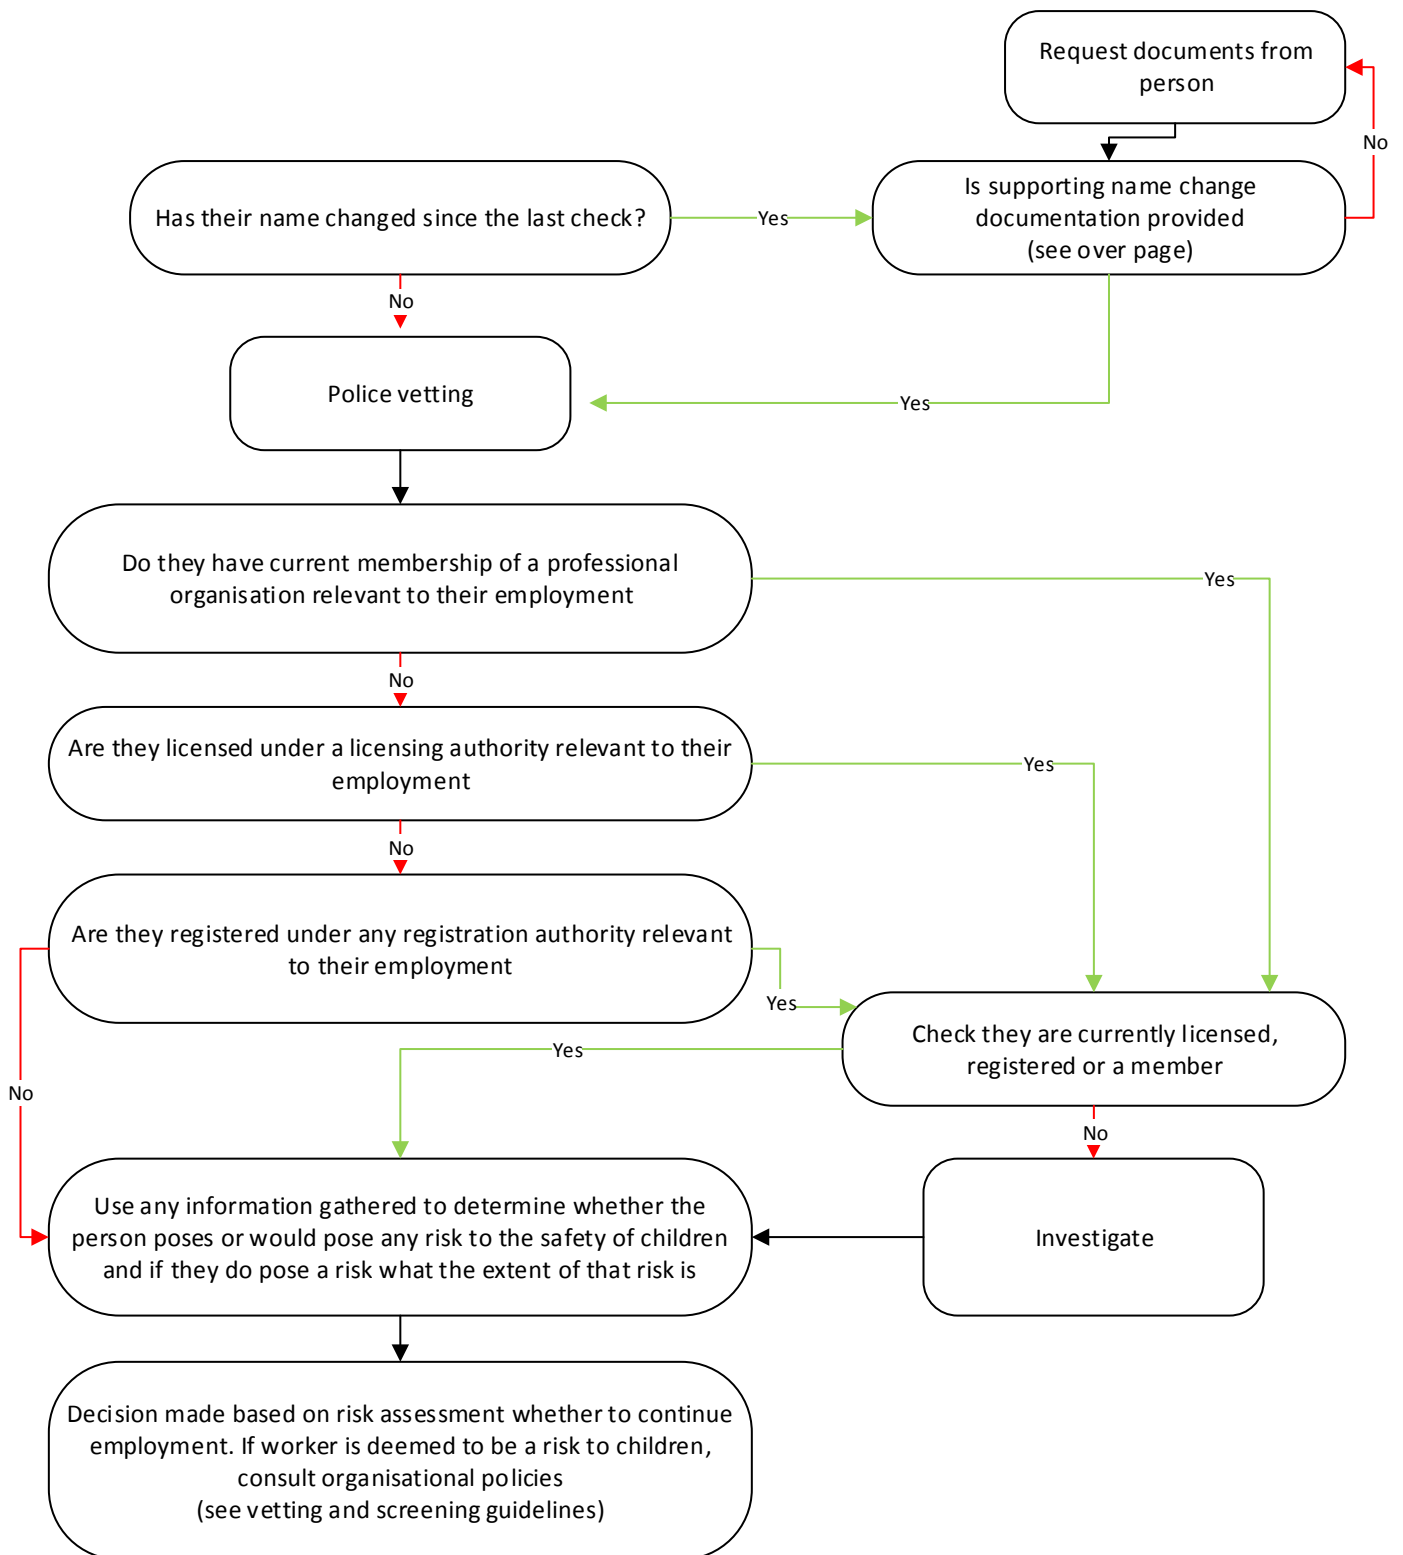 Request documents from
person
No
Has their name changed since the last check?
Yes
Is supporting name change
documentation provided
(see over page)
No
Police vetting
Yes
Do they have current membership of a professional
organisation relevant to their employment
Yes
No
Are they licensed under a licensing authority relevant to their
employment
Yes
No
Are they registered under any registration authority relevant
to their employment
Yes
Check they are currently licensed,
registered or a member
Yes
No
No
Use any information gathered to determine whether the
person poses or would pose any risk to the safety of children
and if they do pose a risk what the extent of that risk is
Investigate
Decision made based on risk assessment whether to continue
employment. If worker is deemed to be a risk to children,
consult organisational policies
(see vetting and screening guidelines)